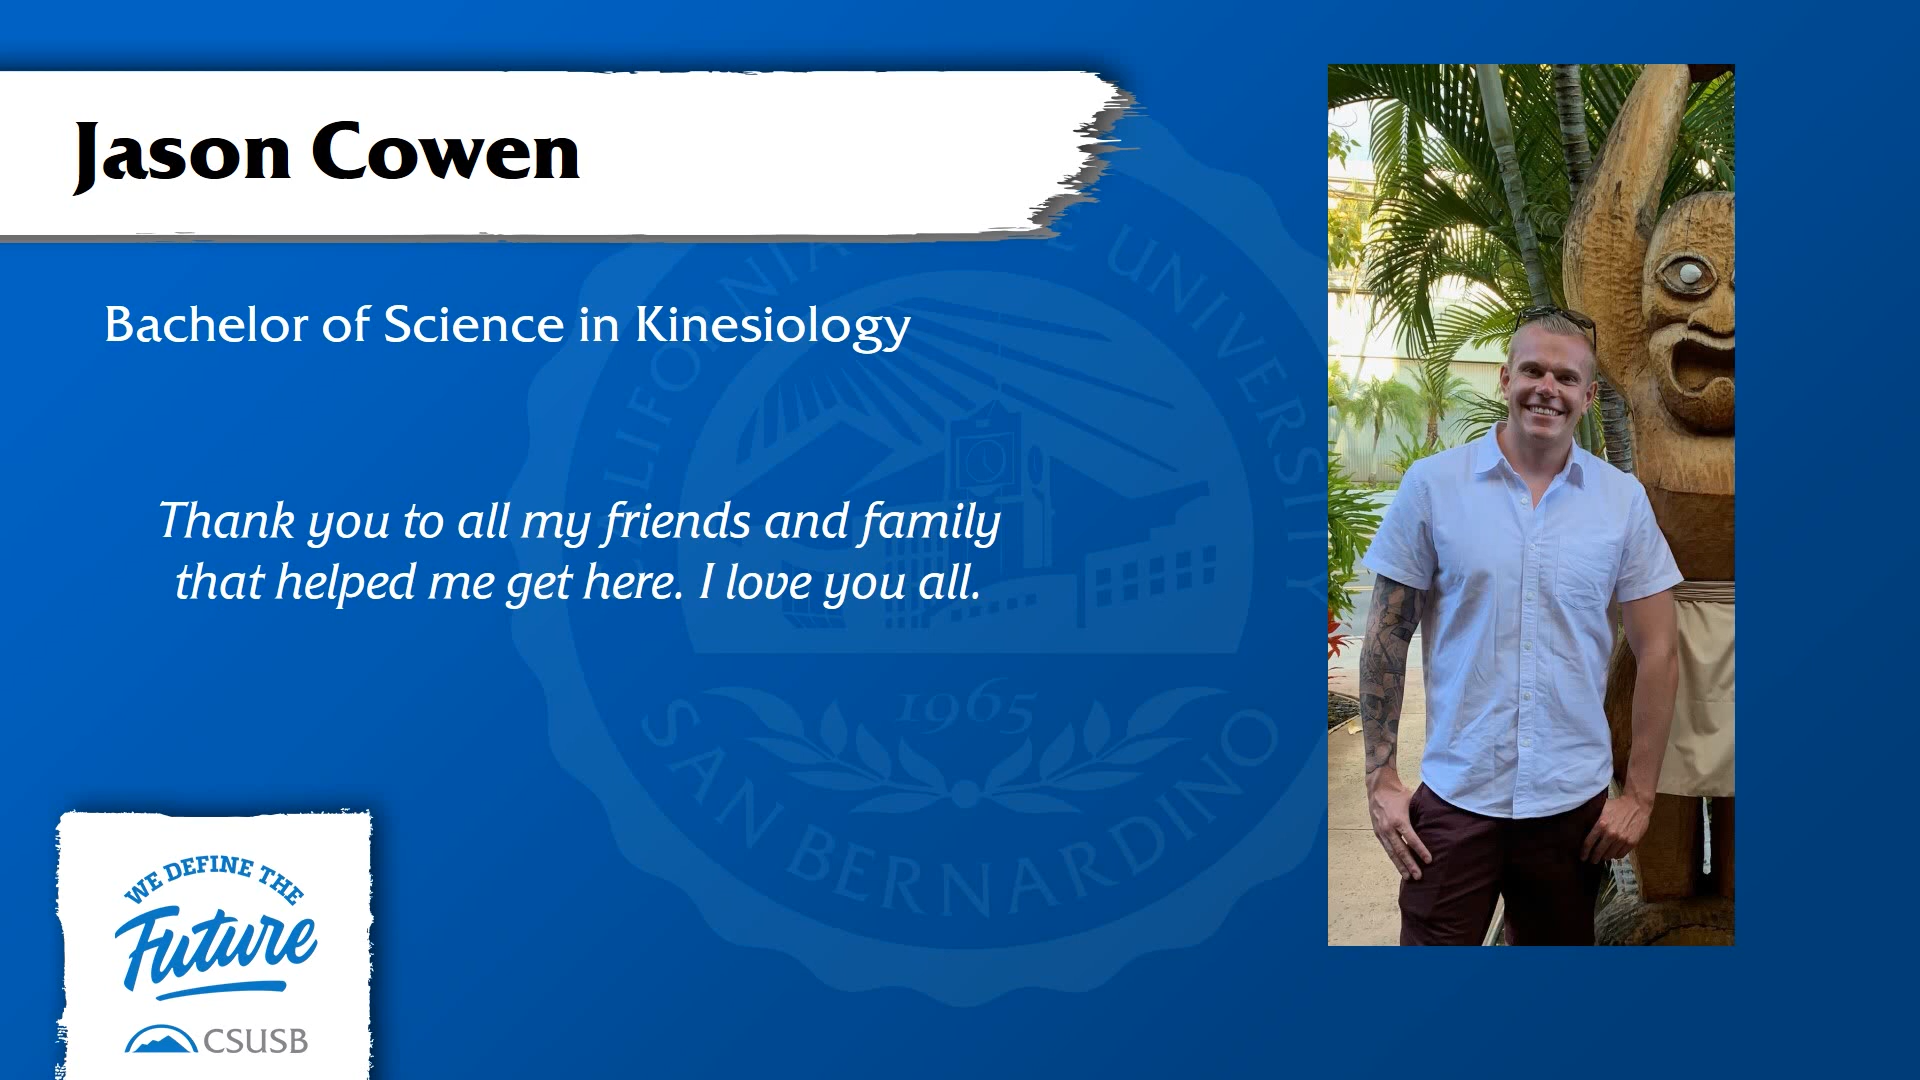 Jason Cowen
Bachelor of Science in Kinesiology
Thank you to all my friends and family
that helped me get here. I love you all.
CALIFORNIA UNIVERSITY
1965
SAN BERNARDINO
WE DEFINE THE
Future
CSUSB